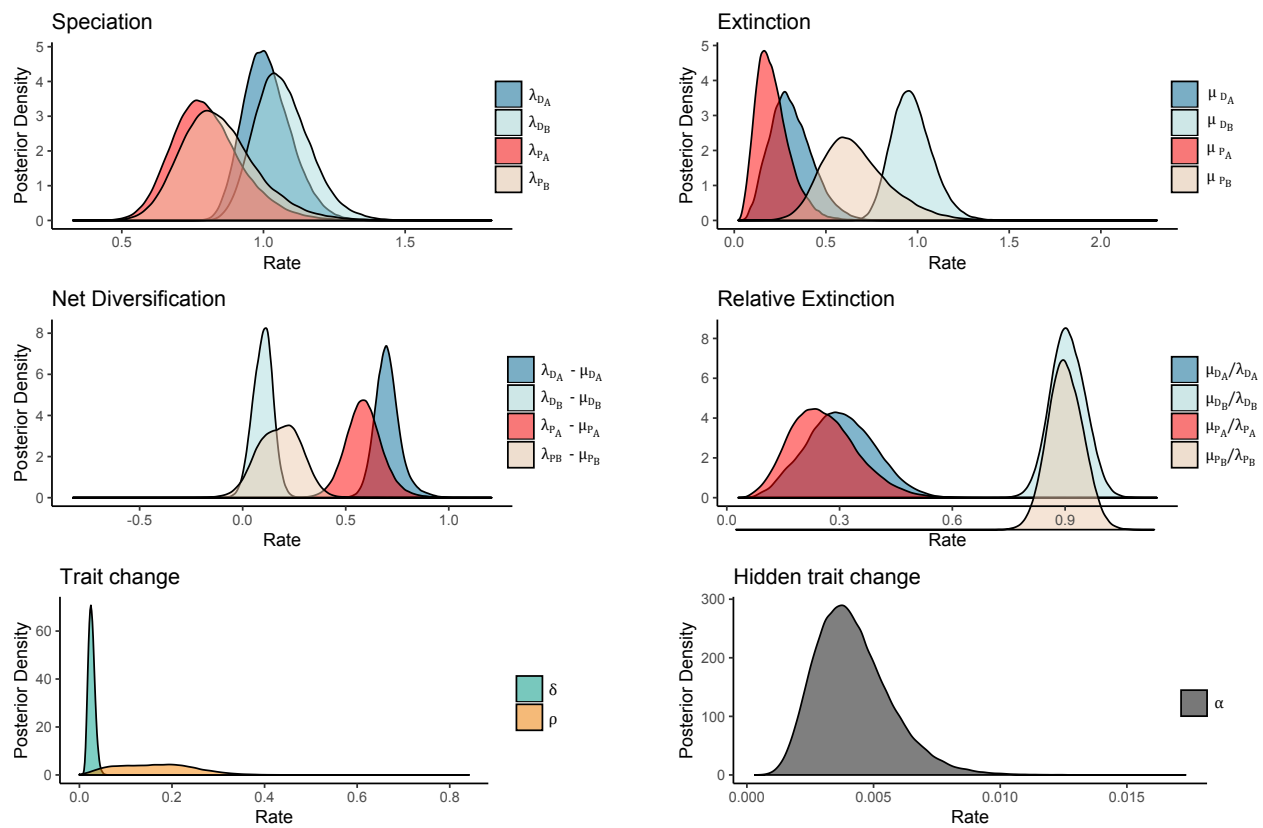 Speciation
Posterior Density
5
4
3
2
1
0
0.5 1.0 1.5
Rate
λDA
λDB
λPA
λPB
Extinction
Posterior Density
5
4
3
2
1
0
0.0 0.5 1.0 1.5 2.0
Rate
μ DA
μ DB
μ PA
μ PB
Net Diversification
Posterior Density
8
6
4
2
0
-0.5 0.0 0.5 1.0
Rate
λDA - μDA
λDB - μDB
λPA - μPA
λPB - μPB
Relative Extinction
Posterior Density
8
6
4
2
0
0.0 0.3 0.6 0.9
Rate
μDA/λDA
μDB/λDB
μPA/λPA
μPB/λPB
Trait change
Posterior Density
60
40
20
0
0.0 0.2 0.4 0.6 0.8
Rate
δ
ρ
Hidden trait change
Posterior Density
300
200
100
0
0.000 0.005 0.010 0.015
Rate
α